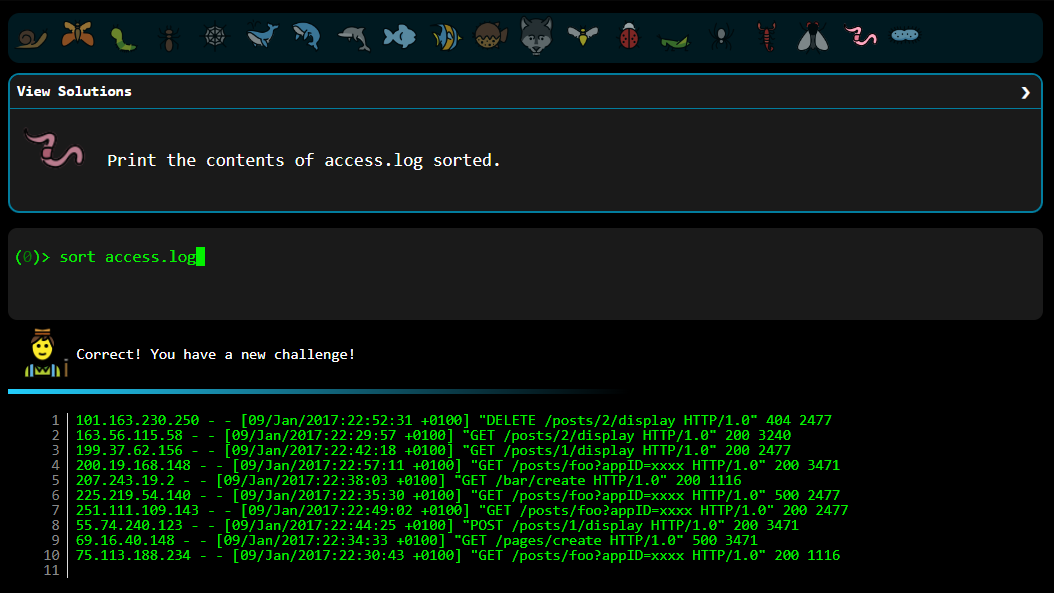 View Solutions ❯
Print the contents of access.log sorted.
(0)> sort access.log
Correct! You have a new challenge!
1 101.163.230.250 - - [09/Jan/2017:22:52:31 +0100] "DELETE /posts/2/display HTTP/1.0" 404 2477
2 163.56.115.58 - - [09/Jan/2017:22:29:57 +0100] "GET /posts/2/display HTTP/1.0" 200 3240
3 199.37.62.156 - - [09/Jan/2017:22:42:18 +0100] "GET /posts/1/display HTTP/1.0" 200 2477
4 200.19.168.148 - - [09/Jan/2017:22:57:11 +0100] "GET /posts/foo?appID=xxxx HTTP/1.0" 200 3471
5 207.243.19.2 - - [09/Jan/2017:22:38:03 +0100] "GET /bar/create HTTP/1.0" 200 1116
6 225.219.54.140 - - [09/Jan/2017:22:35:30 +0100] "GET /posts/foo?appID=xxxx HTTP/1.0" 500 2477
7 251.111.109.143 - - [09/Jan/2017:22:49:02 +0100] "GET /posts/foo?appID=xxxx HTTP/1.0" 200 2477
8 55.74.240.123 - - [09/Jan/2017:22:44:25 +0100] "POST /posts/1/display HTTP/1.0" 200 3471
9 69.16.40.148 - - [09/Jan/2017:22:34:33 +0100] "GET /pages/create HTTP/1.0" 500 3471
10 75.113.188.234 - - [09/Jan/2017:22:30:43 +0100] "GET /posts/foo?appID=xxxx HTTP/1.0" 200 1116
11